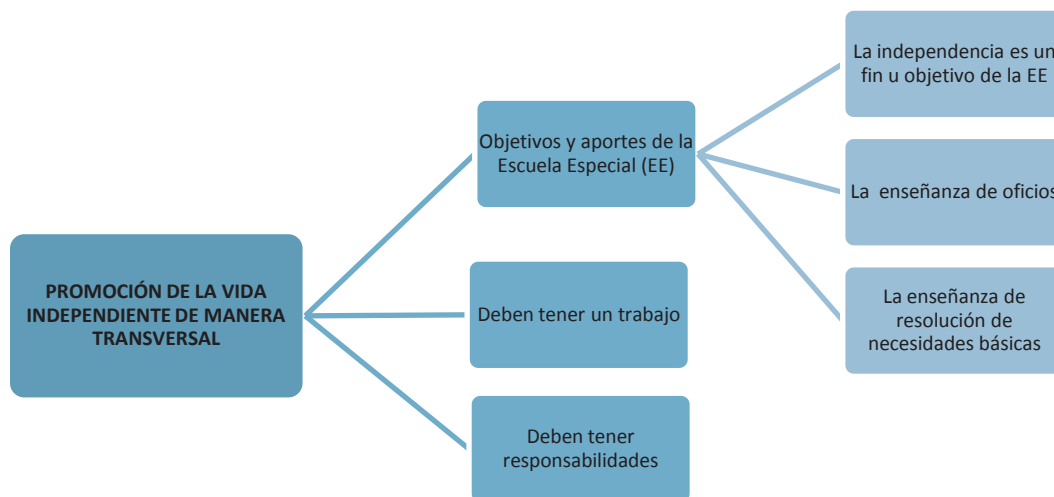 PROMOCIÓN DE LA VIDA
INDEPENDIENTE DE MANERA
TRANSVERSAL
Objetivos y aportes de la
Escuela Especial (EE)
La independencia es un
fin u objetivo de la EE
La enseñanza de oficios
La enseñanza de
resolución de
necesidades básicas
Deben tener un trabajo
Deben tener
responsabilidades